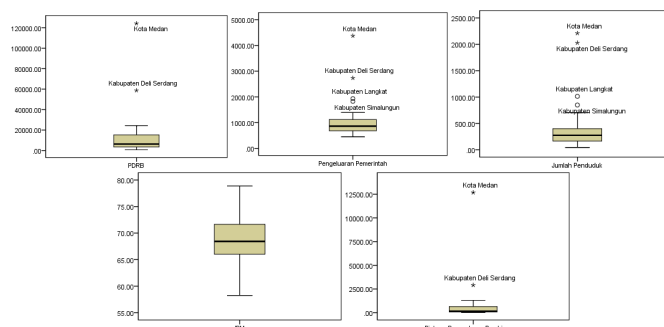 120000.00
100000.00
80000.00
60000.00
40000.00
20000.00
.00
Kota Medan
Kabupaten Deli Serdang
PDRB
5000.00
4000.00
3000.00
2000.00
1000.00
.00
Kota Medan
Kabupaten Deli Serdang
Kabupaten Langkat
Kabupaten Simalungun
Pengeluaran Pemerintah
2500.00
2000.00
1500.00
1000.00
500.00
.00
Kota Medan
Kabupaten Deli Serdang
Kabupaten Langkat
Kabupaten Simalungun
Jumlah Penduduli
80.00
75.00
70.00
65.00
60.00
55.00
12500.00
10000.00
7500.00
5000.00
2500.00
.00
Kota Medan
Kabupaten Deli Serdang